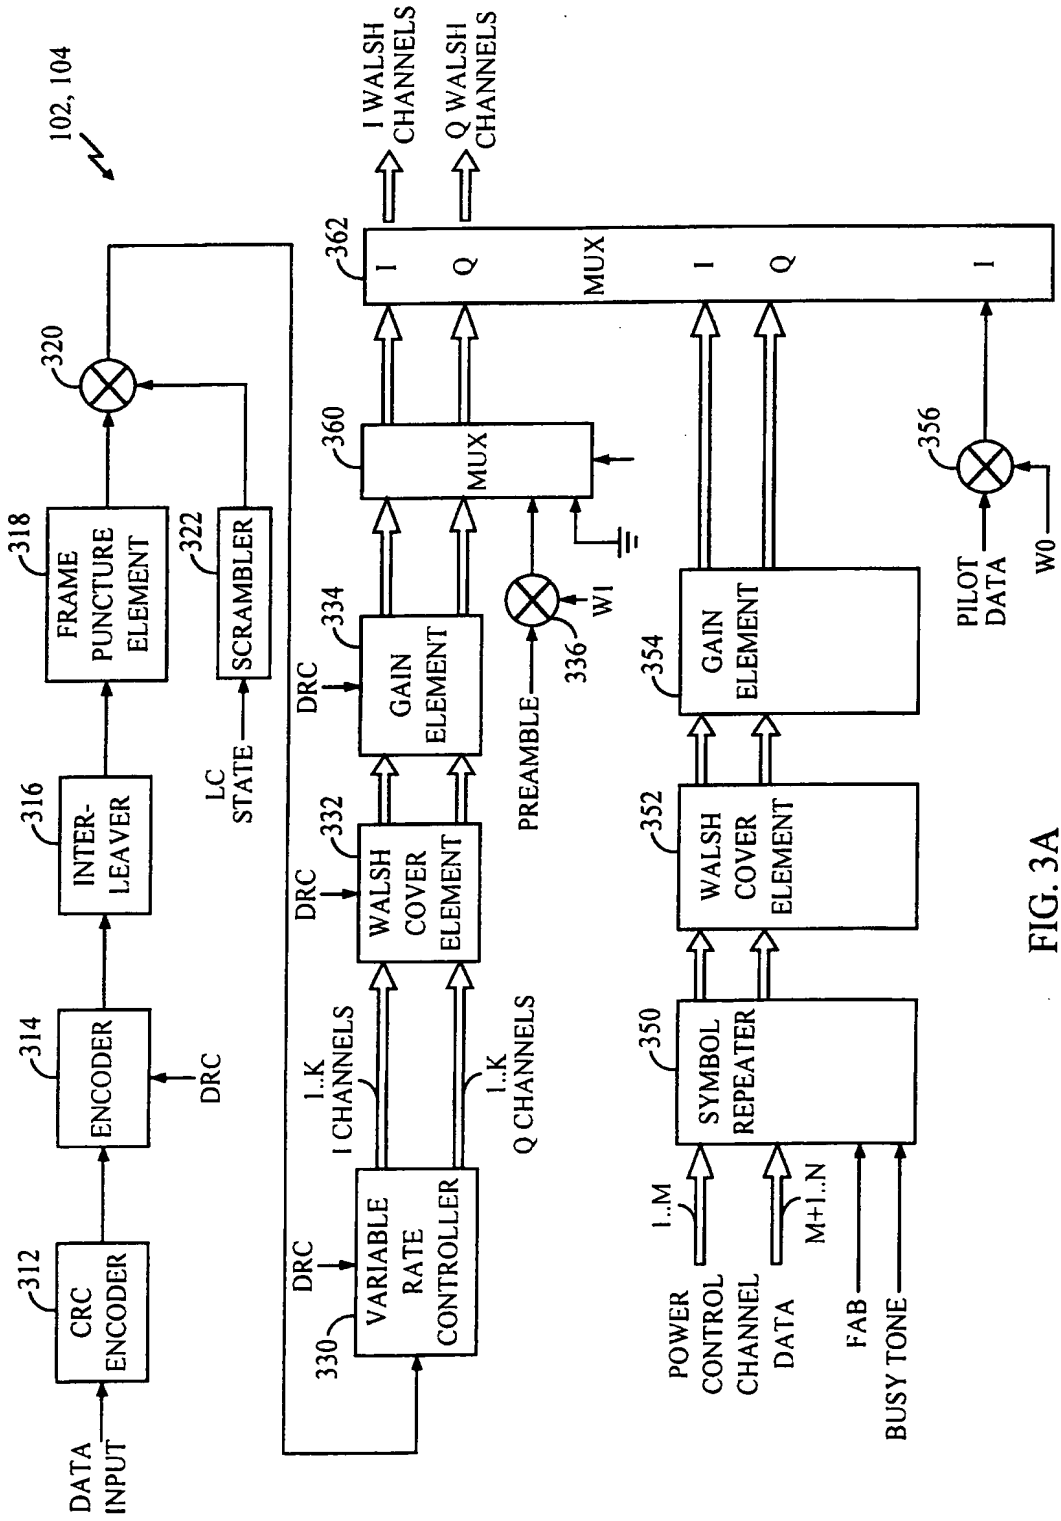 102, 104
DATA
INPUT
312
CRC
ENCODER
314
ENCODER
DRC
316
INTER-
LEAVER
318
FRAME
PUNCTURE
ELEMENT
320
322
SCRAMBLER
LC
STATE
330
DRC
VARIABLE
RATE
CONTROLLER
1..K
I CHANNELS
1..K
Q CHANNELS
332
DRC
WALSH
COVER
ELEMENT
334
DRC
GAIN
ELEMENT
PREAMBLE
336
W1
360
MUX
362
I
Q
MUX
I
Q
I
I WALSH
CHANNELS
Q WALSH
CHANNELS
POWER
CONTROL
CHANNEL
DATA
1..M
M+1..N
FAB
BUSY TONE
350
SYMBOL
REPEATER
352
WALSH
COVER
ELEMENT
354
GAIN
ELEMENT
356
PILOT
DATA
W0
FIG. 3A